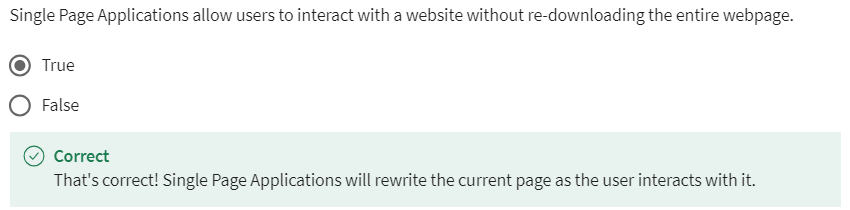 Single Page Applications allow users to interact with a website without re-downloading the entire webpage.
True
False
Correct
That's correct! Single Page Applications will rewrite the current page as the user interacts with it.